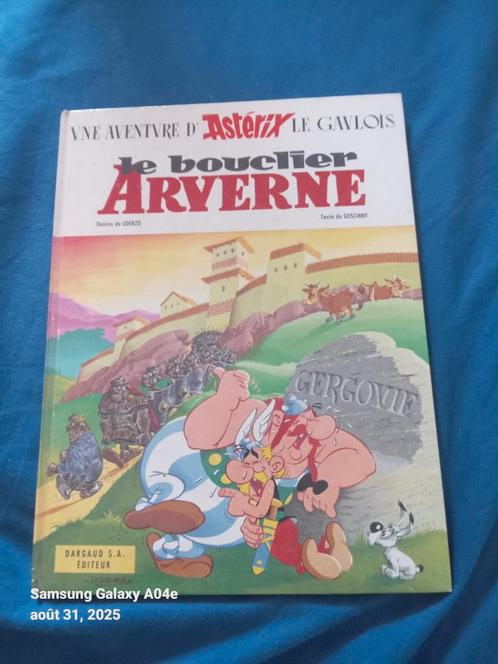 VNE AVENTVRE D'Astérix LE GAVLOIS
le bouclier
ARVERNE
Dessins de UDERZO Texte de GOSCINNY
GERGOVIE
DARGAUD S.A.
ÉDITEUR
Samsung Galaxy A04e
août 31, 2025